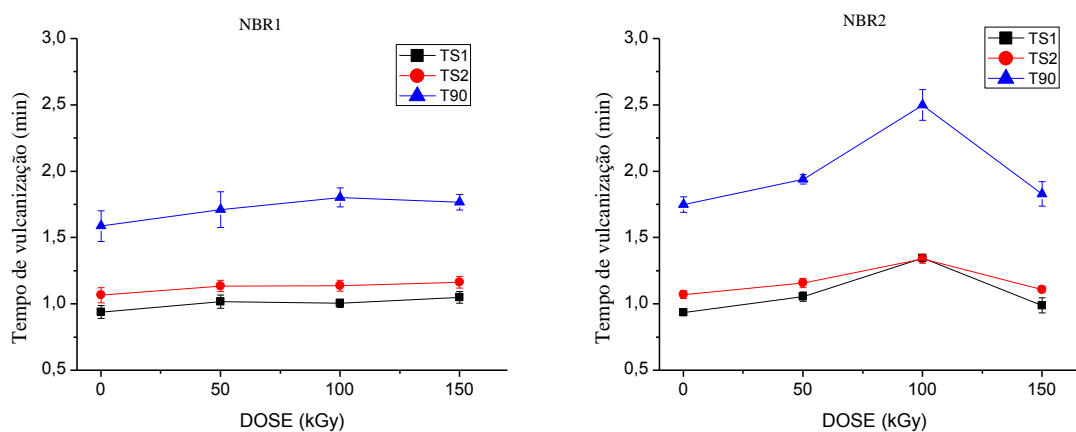 NBR1
Tempo de vulcanização (min)
3,0
2,5
2,0
1,5
1,0
0,5
TS1
TS2
T90
0
50
100
150
DOSE (kGy)
NBR2
Tempo de vulcanização (min)
3,0
2,5
2,0
1,5
1,0
0,5
TS1
TS2
T90
0
50
100
150
DOSE (kGy)